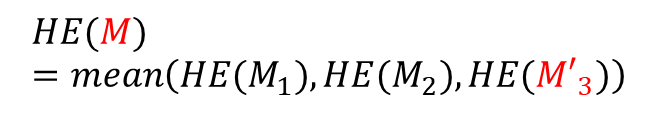 HE(M)
= mean(HE(M₁), HE(M₂), HE(M′₃))